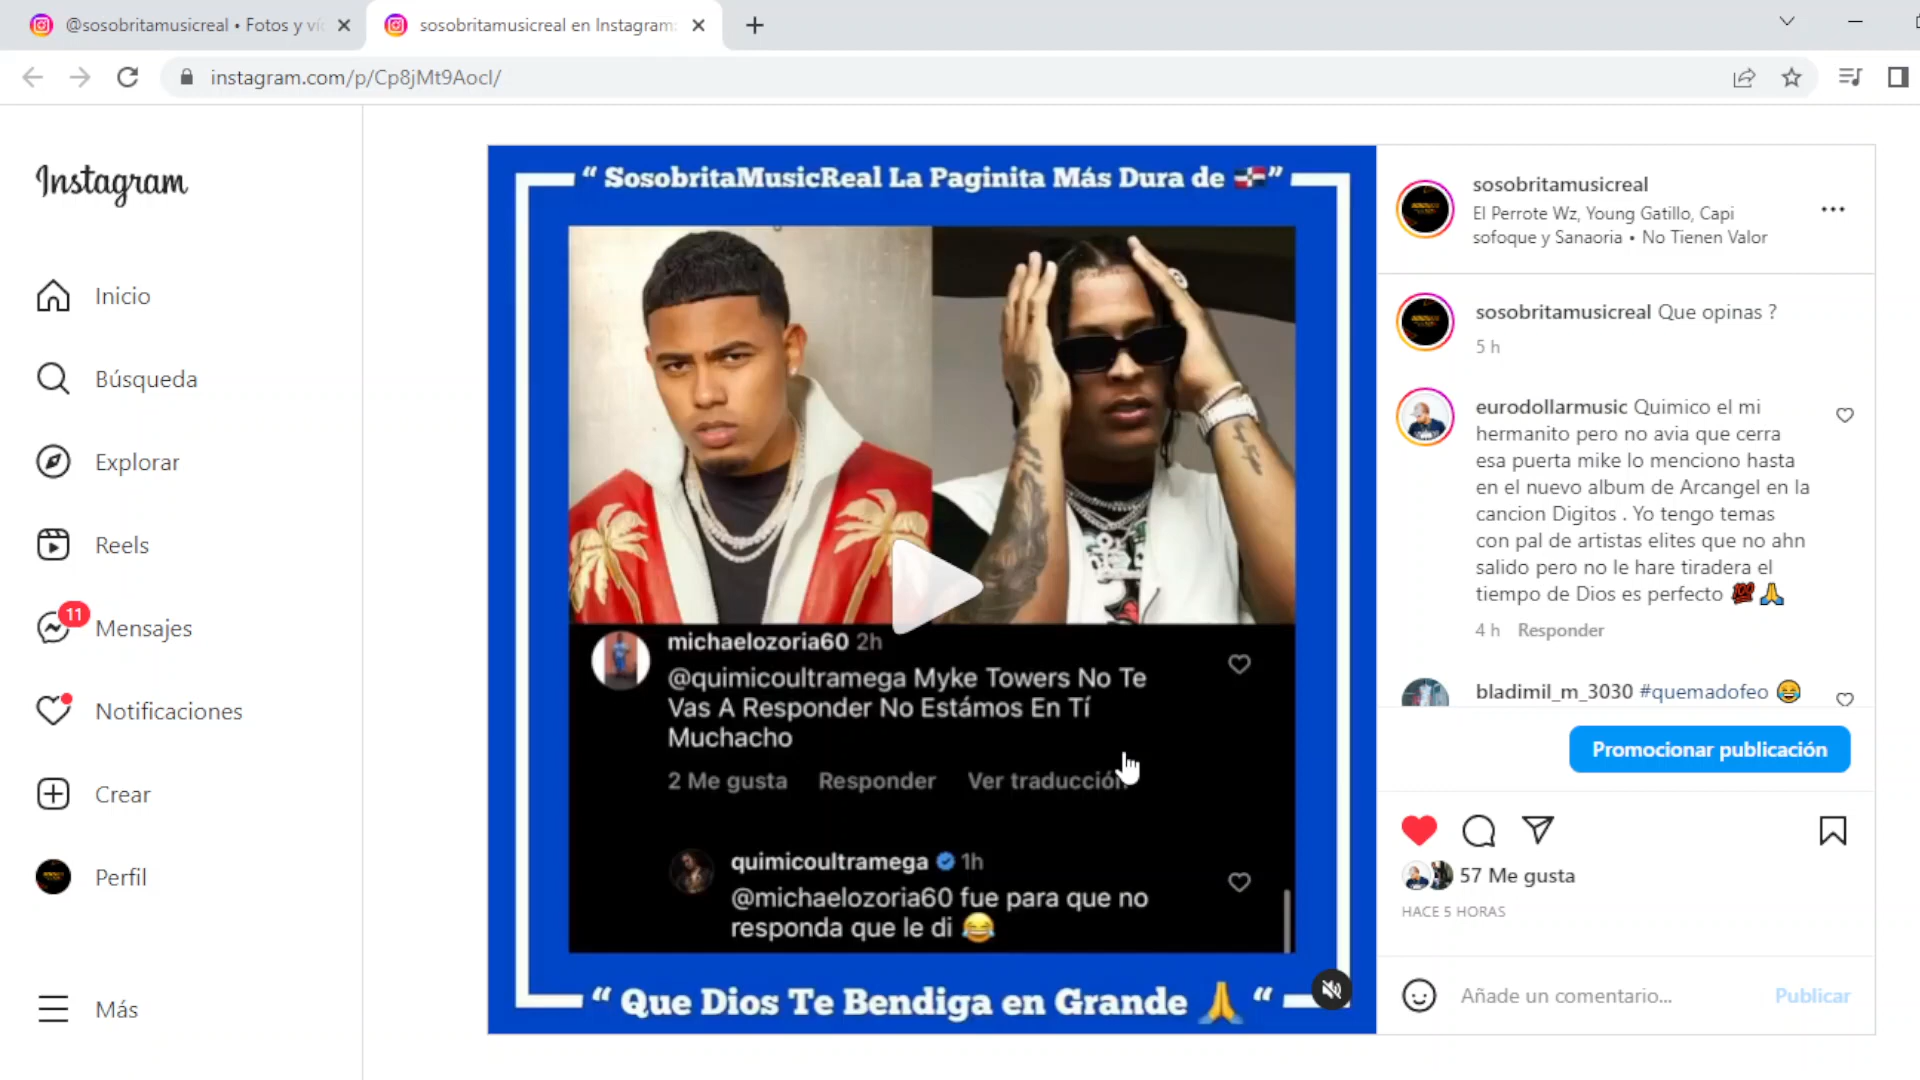 @sosobritamusicreal • Fotos y ví
sosobritamusicreal en Instagram:
instagram.com/p/Cp8jMt9Aocl/
Instagram
Inicio
Búsqueda
Explorar
Reels
11
Mensajes
Notificaciones
Crear
Perfil
Más
“ SosobritaMusicReal La Paginita Más Dura de 🇩🇴”
michaelozoria60 2h
@quimicoultramega Myke Towers No Te
Vas A Responder No Estámos En Tí
Muchacho
2 Me gusta Responder Ver traducción
quimicoultramega 1h
@michaelozoria60 fue para que no
responda que le di 😂
“ Que Dios Te Bendiga en Grande 🙏 “
sosobritamusicreal
El Perrote Wz, Young Gatillo, Capi
sofoque y Sanaoria • No Tienen Valor
sosobritamusicreal Que opinas ?
5 h
eurodollarmusic Quimico el mi
hermanito pero no avia que cerra
esa puerta mike lo menciono hasta
en el nuevo album de Arcangel en la
cancion Digitos . Yo tengo temas
con pal de artistas elites que no ahn
salido pero no le hare tiradera el
tiempo de Dios es perfecto 💯🙏
4 h Responder
bladimil_m_3030 #quemadofeo 😂
Promocionar publicación
57 Me gusta
HACE 5 HORAS
Añade un comentario...
Publicar